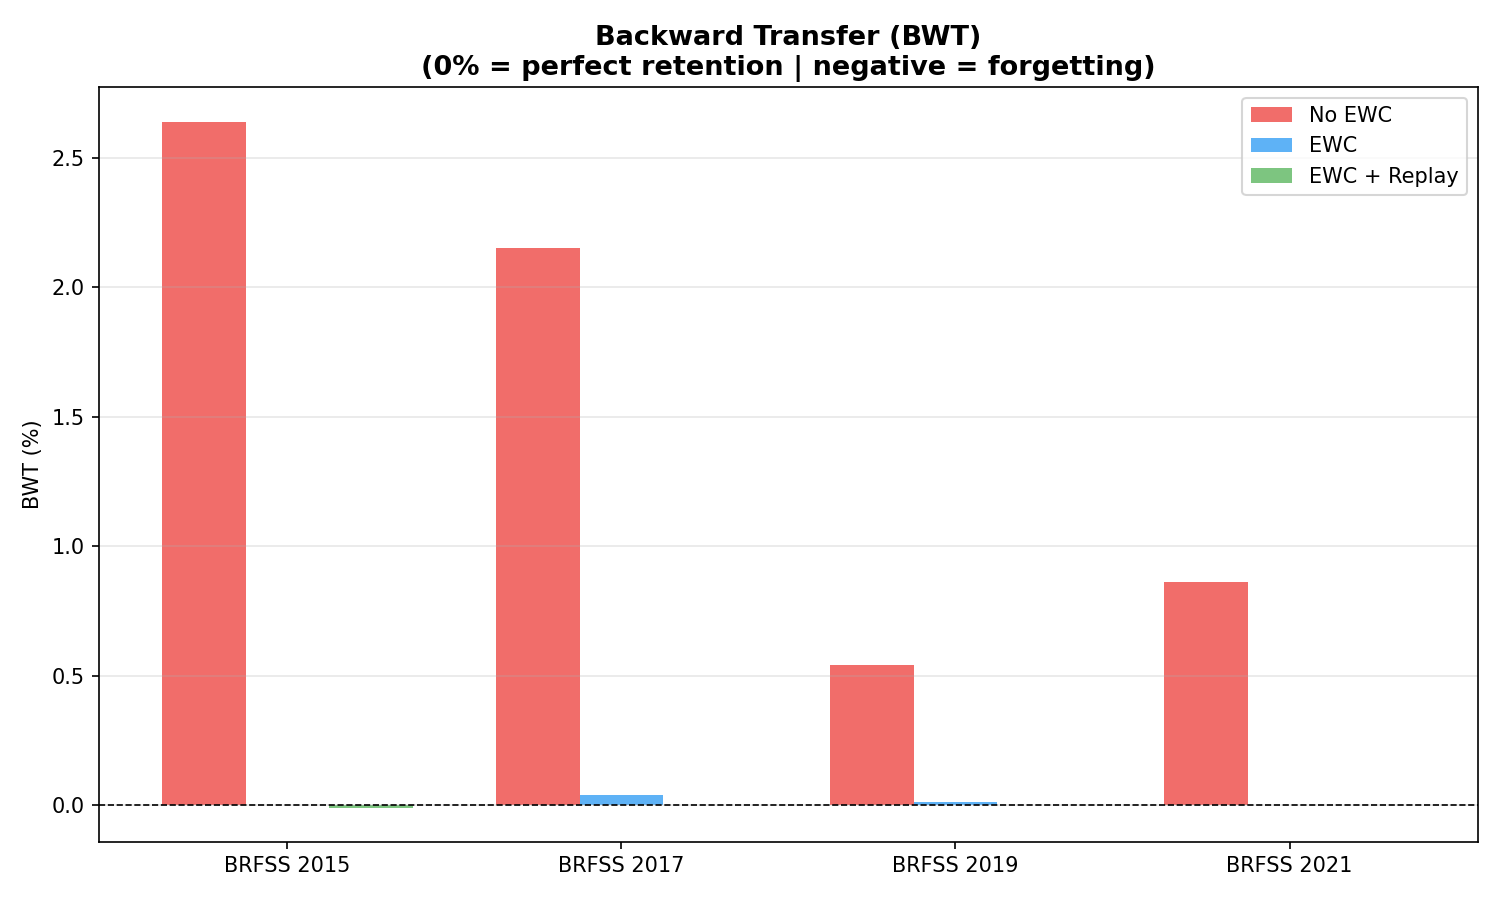 Backward Transfer (BWT)
(0% = perfect retention | negative = forgetting)
No EWC
EWC
EWC + Replay
BWT (%)
2.5
2.0
1.5
1.0
0.5
0.0
BRFSS 2015
BRFSS 2017
BRFSS 2019
BRFSS 2021